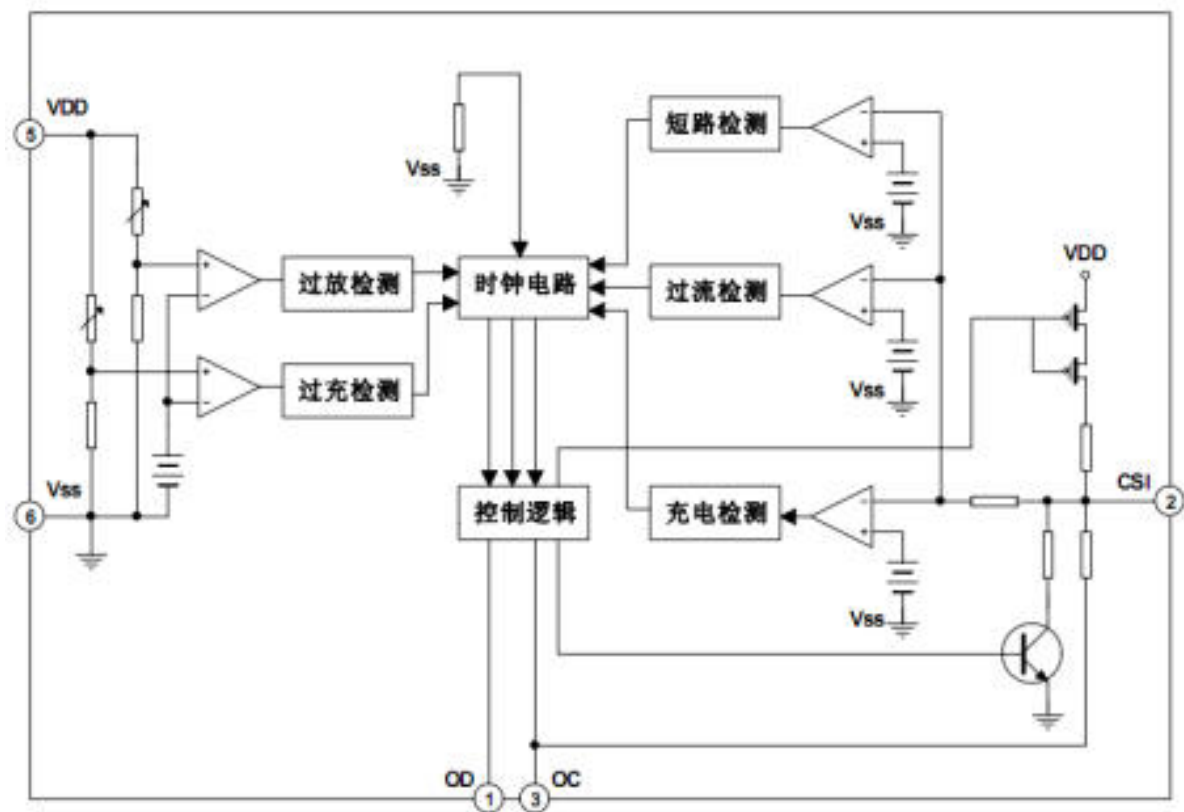 VDD
5
Vss
短路检测
Vss
VDD
过放检测
时钟电路
过流检测
过充检测
Vss
Vss
6
控制逻辑
充电检测
CSI
2
Vss
OD
1
3
OC